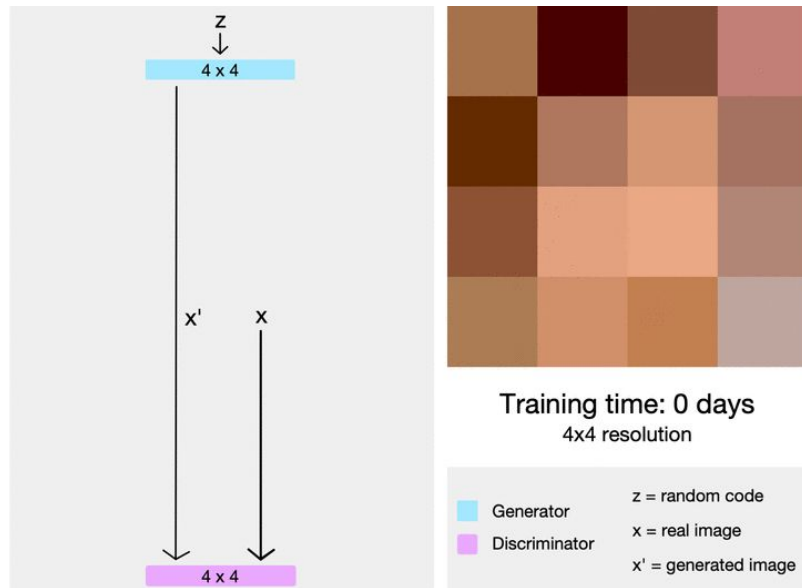 z
4 x 4
x'
x
4 x 4
Training time: 0 days
4x4 resolution
Generator
Discriminator
z = random code
x = real image
x' = generated image